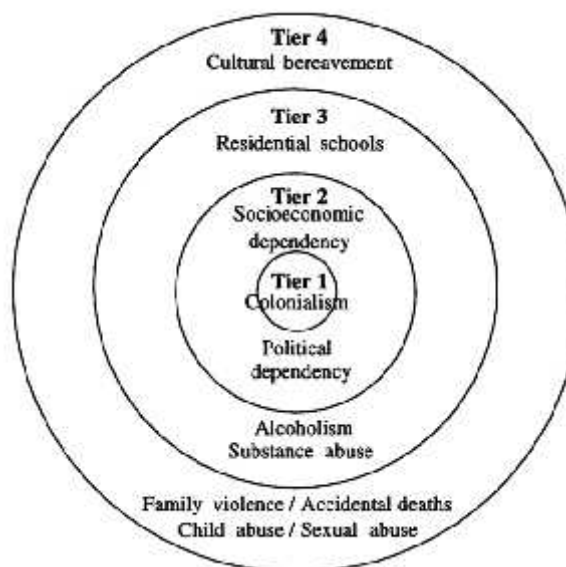 Tier 4
Cultural bereavement
Tier 3
Residential schools
Tier 2
Socioeconomic
dependency
Tier 1
Colonialism
Political
dependency
Alcoholism
Substance abuse
Family violence / Accidental deaths
Child abuse / Sexual abuse